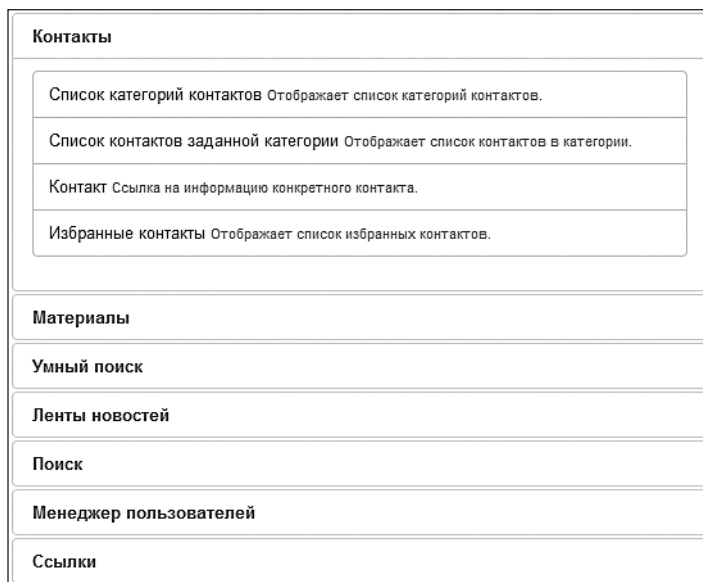 Контакты
Список категорий контактов Отображает список категорий контактов.
Список контактов заданной категории Отображает список контактов в категории.
Контакт Ссылка на информацию конкретного контакта.
Избранные контакты Отображает список избранных контактов.
Материалы
Умный поиск
Ленты новостей
Поиск
Менеджер пользователей
Ссылки